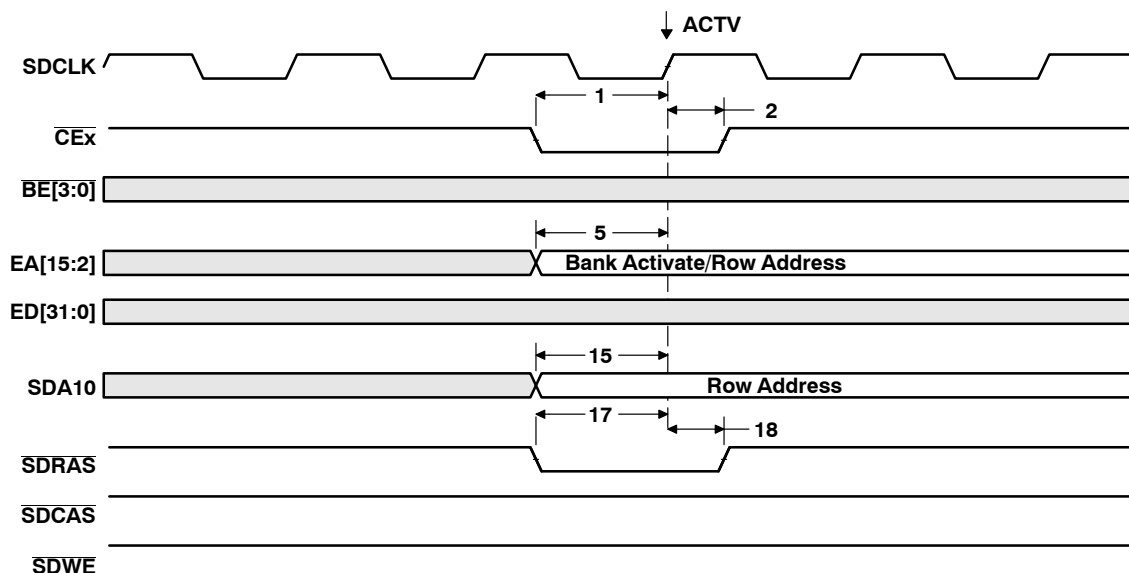 ACTV
SDCLK
1
2
CEx
BE[3:0]
5
EA[15:2]
Bank Activate/Row Address
ED[31:0]
15
SDA10
Row Address
17
18
SDRAS
SDCAS
SDWE